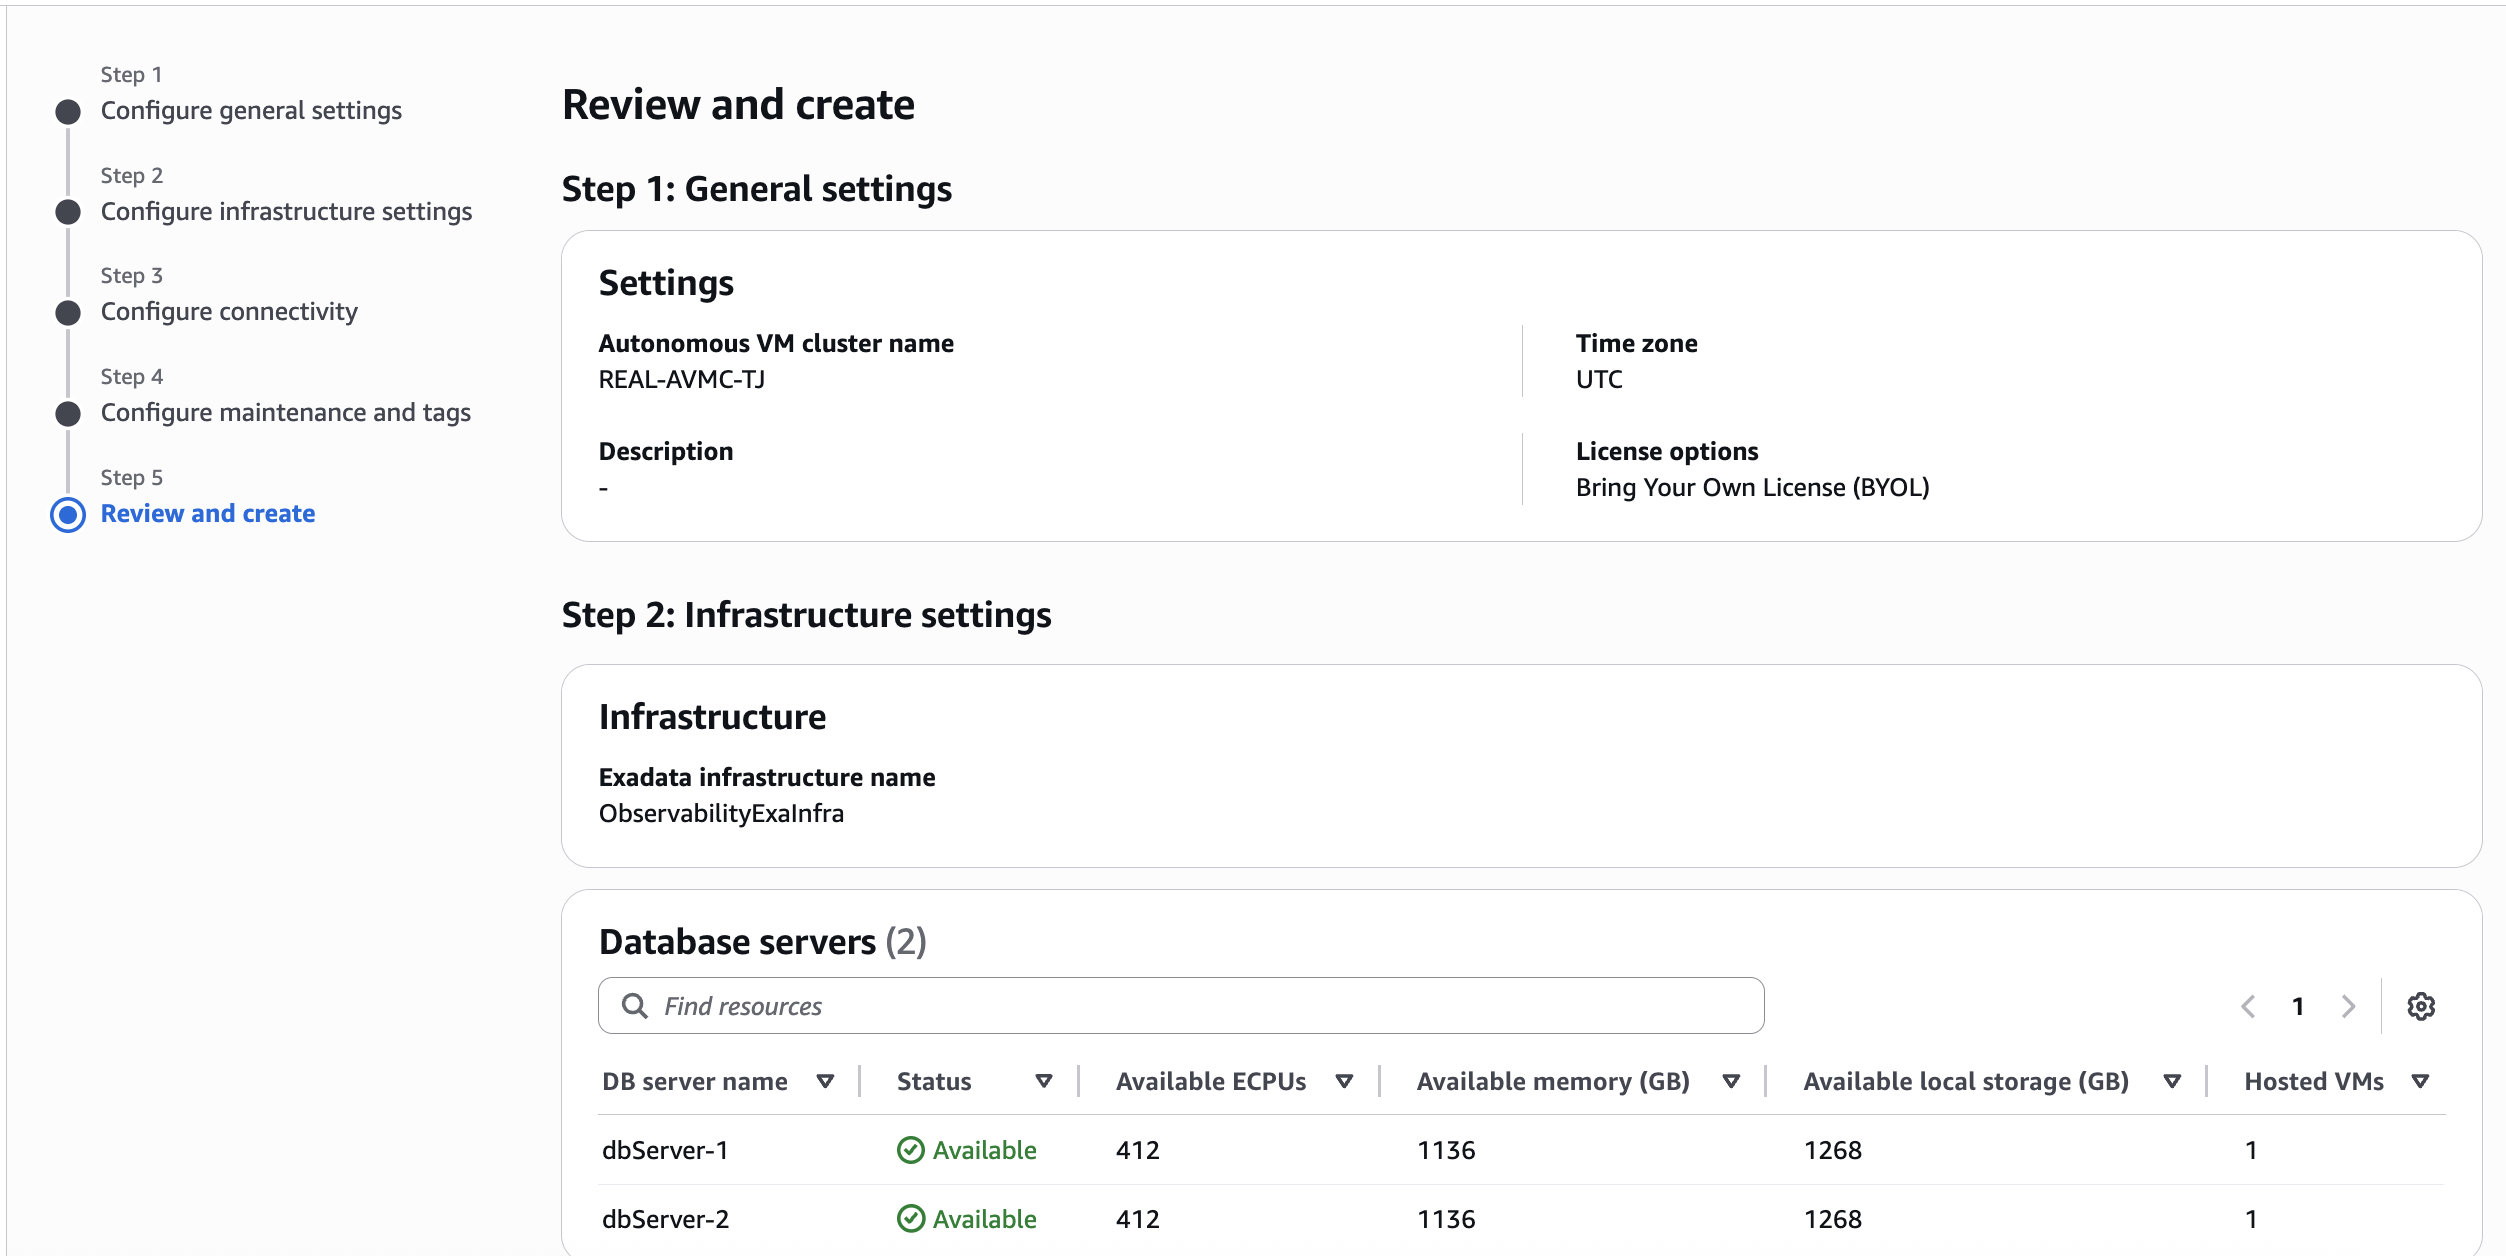 Step 1
Configure general settings
Step 2
Configure infrastructure settings
Step 3
Configure connectivity
Step 4
Configure maintenance and tags
Step 5
Review and create
Review and create
Step 1: General settings
Settings
Autonomous VM cluster name
REAL-AVMC-TJ
Time zone
UTC
Description
-
License options
Bring Your Own License (BYOL)
Step 2: Infrastructure settings
Infrastructure
Exadata infrastructure name
ObservabilityExaInfra
Database servers (2)
Find resources
1
DB server name Status Available ECPUs Available memory (GB) Available local storage (GB) Hosted VMs
dbServer-1 Available 412 1136 1268 1
dbServer-2 Available 412 1136 1268 1